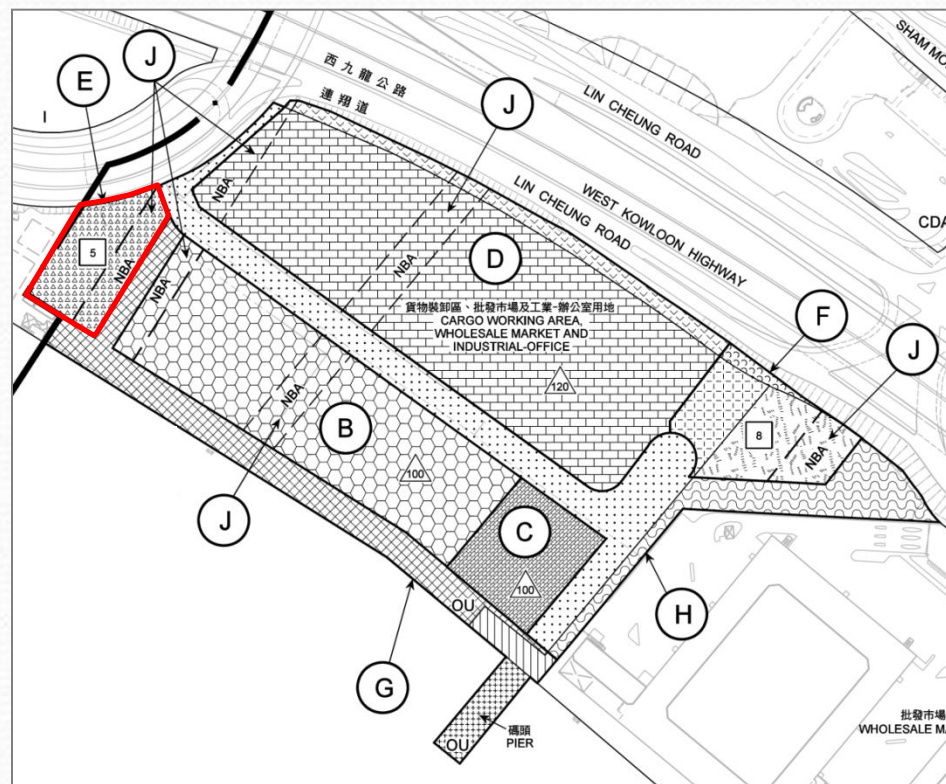 SHAM MO
E
J
西九龍公路
連翔道
J
LIN CHEUNG ROAD
I
NBA
LIN CHEUNG ROAD
WEST KOWLOON HIGHWAY
CDA
5
NBA
NBA
NBA
D
貨物裝卸區、批發市場及工業-辦公室用地
CARGO WORKING AREA,
WHOLESALE MARKET AND
INDUSTRIAL-OFFICE
120
F
J
NBA
B
8
NBA
100
J
C
100
OU
H
G
碼頭
PIER
OU
批發市場
WHOLESALE MA